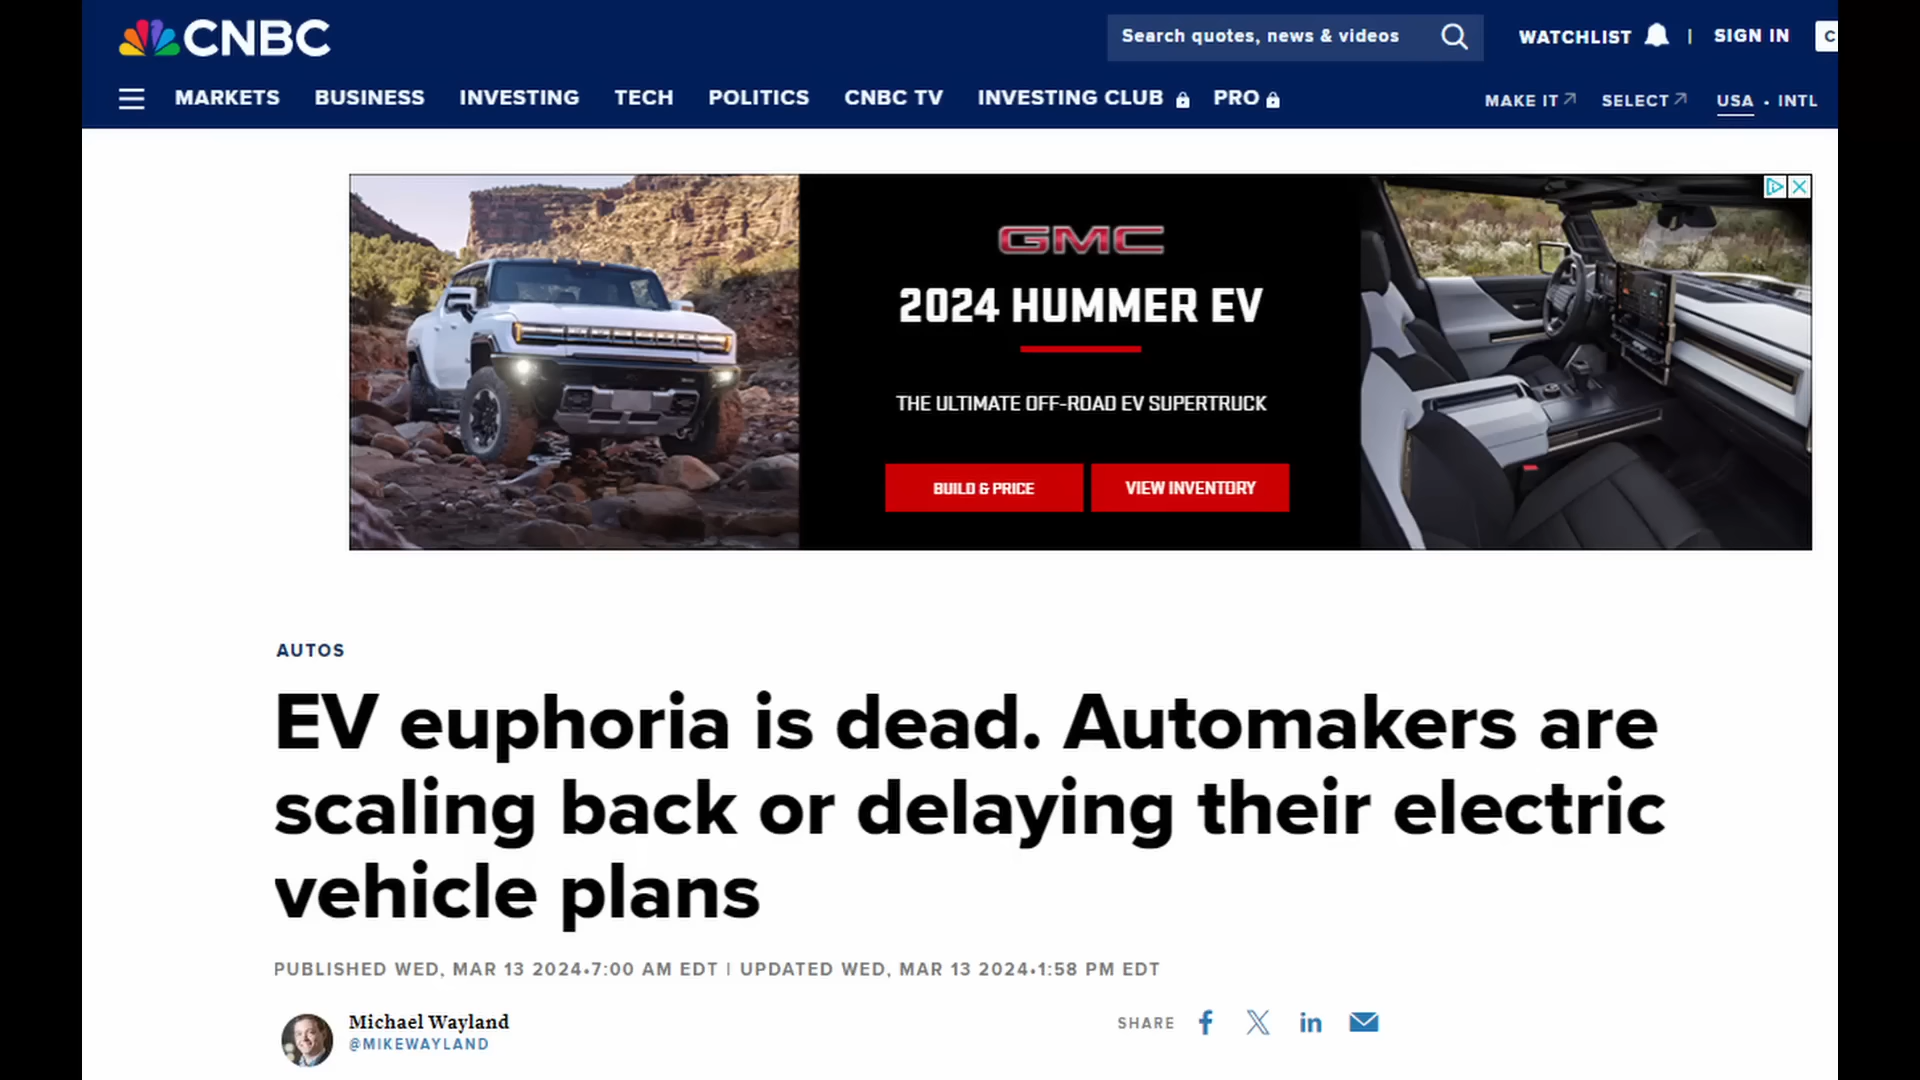 CNBC
Search quotes, news & videos
WATCHLIST
|
SIGN IN
C
MARKETS
BUSINESS
INVESTING
TECH
POLITICS
CNBC TV
INVESTING CLUB
PRO
MAKE IT
SELECT
USA • INTL
GMC
2024 HUMMER EV
THE ULTIMATE OFF-ROAD EV SUPERTRUCK
BUILD & PRICE
VIEW INVENTORY
AUTOS
EV euphoria is dead. Automakers are
scaling back or delaying their electric
vehicle plans
PUBLISHED WED, MAR 13 2024•7:00 AM EDT | UPDATED WED, MAR 13 2024•1:58 PM EDT
Michael Wayland
@MIKEWAYLAND
SHARE